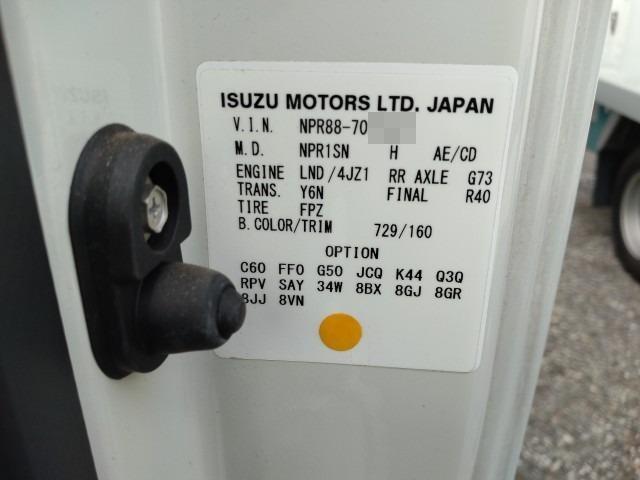 ISUZU MOTORS LTD. JAPAN
V.I.N. NPR88-70
M.D. NPR1SN H AE/CD
ENGINE LND/4JZ1 RR AXLE G73
TRANS. Y6N FINAL R40
TIRE FPZ
B.COLOR/TRIM 729/160
OPTION
C60 FF0 G50 JCQ K44 Q3Q
RPV SAY 34W 8BX 8GJ 8GR
8JJ 8VN